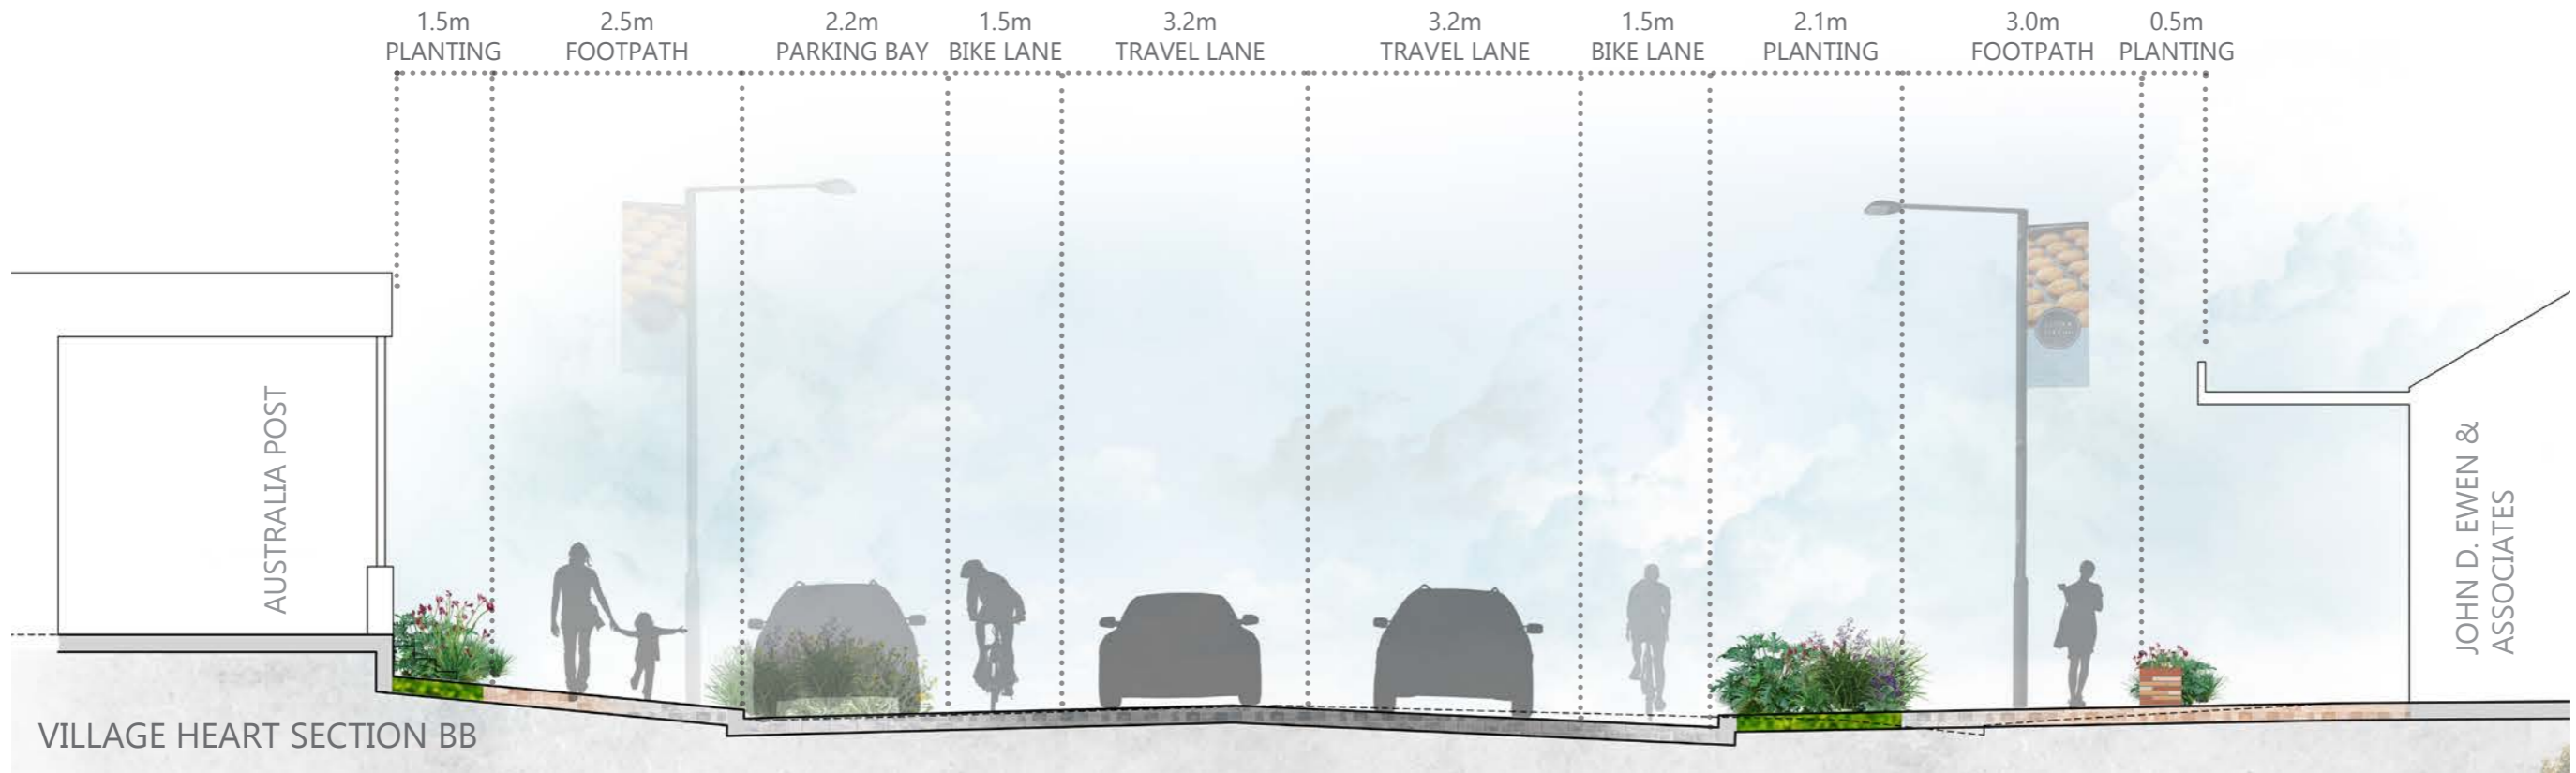 1.5m
PLANTING
2.5m
FOOTPATH
2.2m
PARKING BAY
1.5m
BIKE LANE
3.2m
TRAVEL LANE
3.2m
TRAVEL LANE
1.5m
BIKE LANE
2.1m
PLANTING
3.0m
FOOTPATH
0.5m
PLANTING
AUSTRALIA POST
JOHN D. EWEN &
ASSOCIATES
VILLAGE HEART SECTION BB